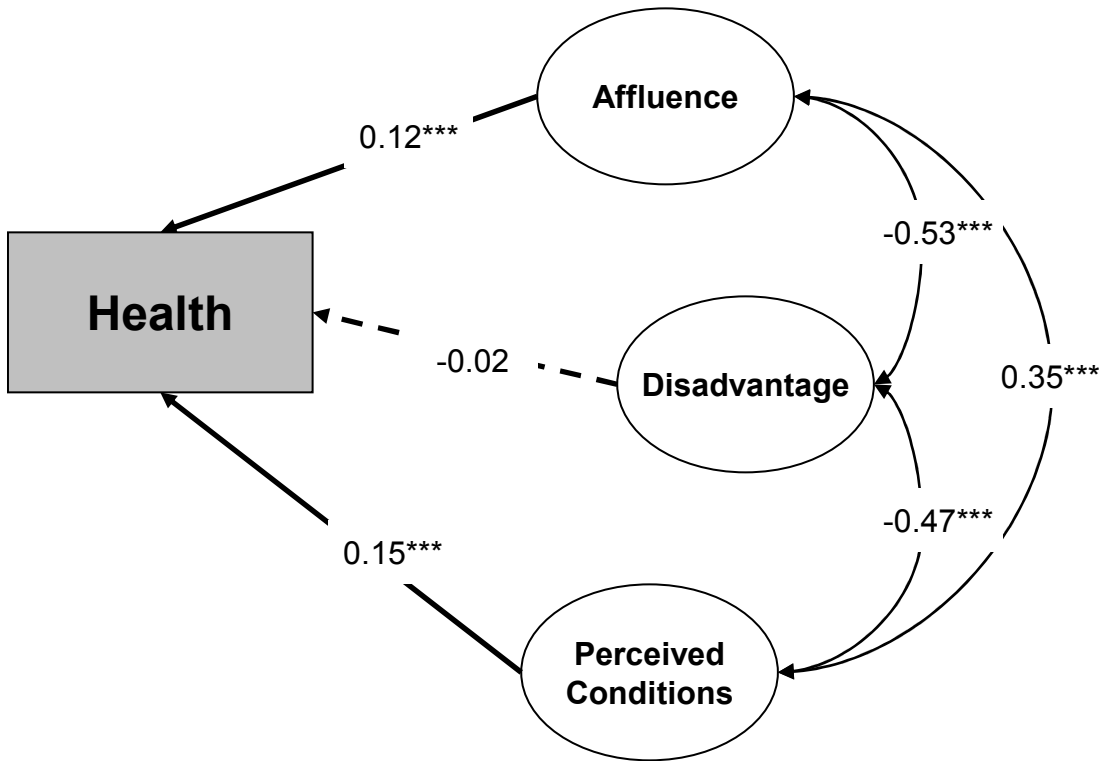 Affluence
0.12***
-0.53***
Health
-0.02
Disadvantage
0.35***
-0.47***
0.15***
Perceived
Conditions